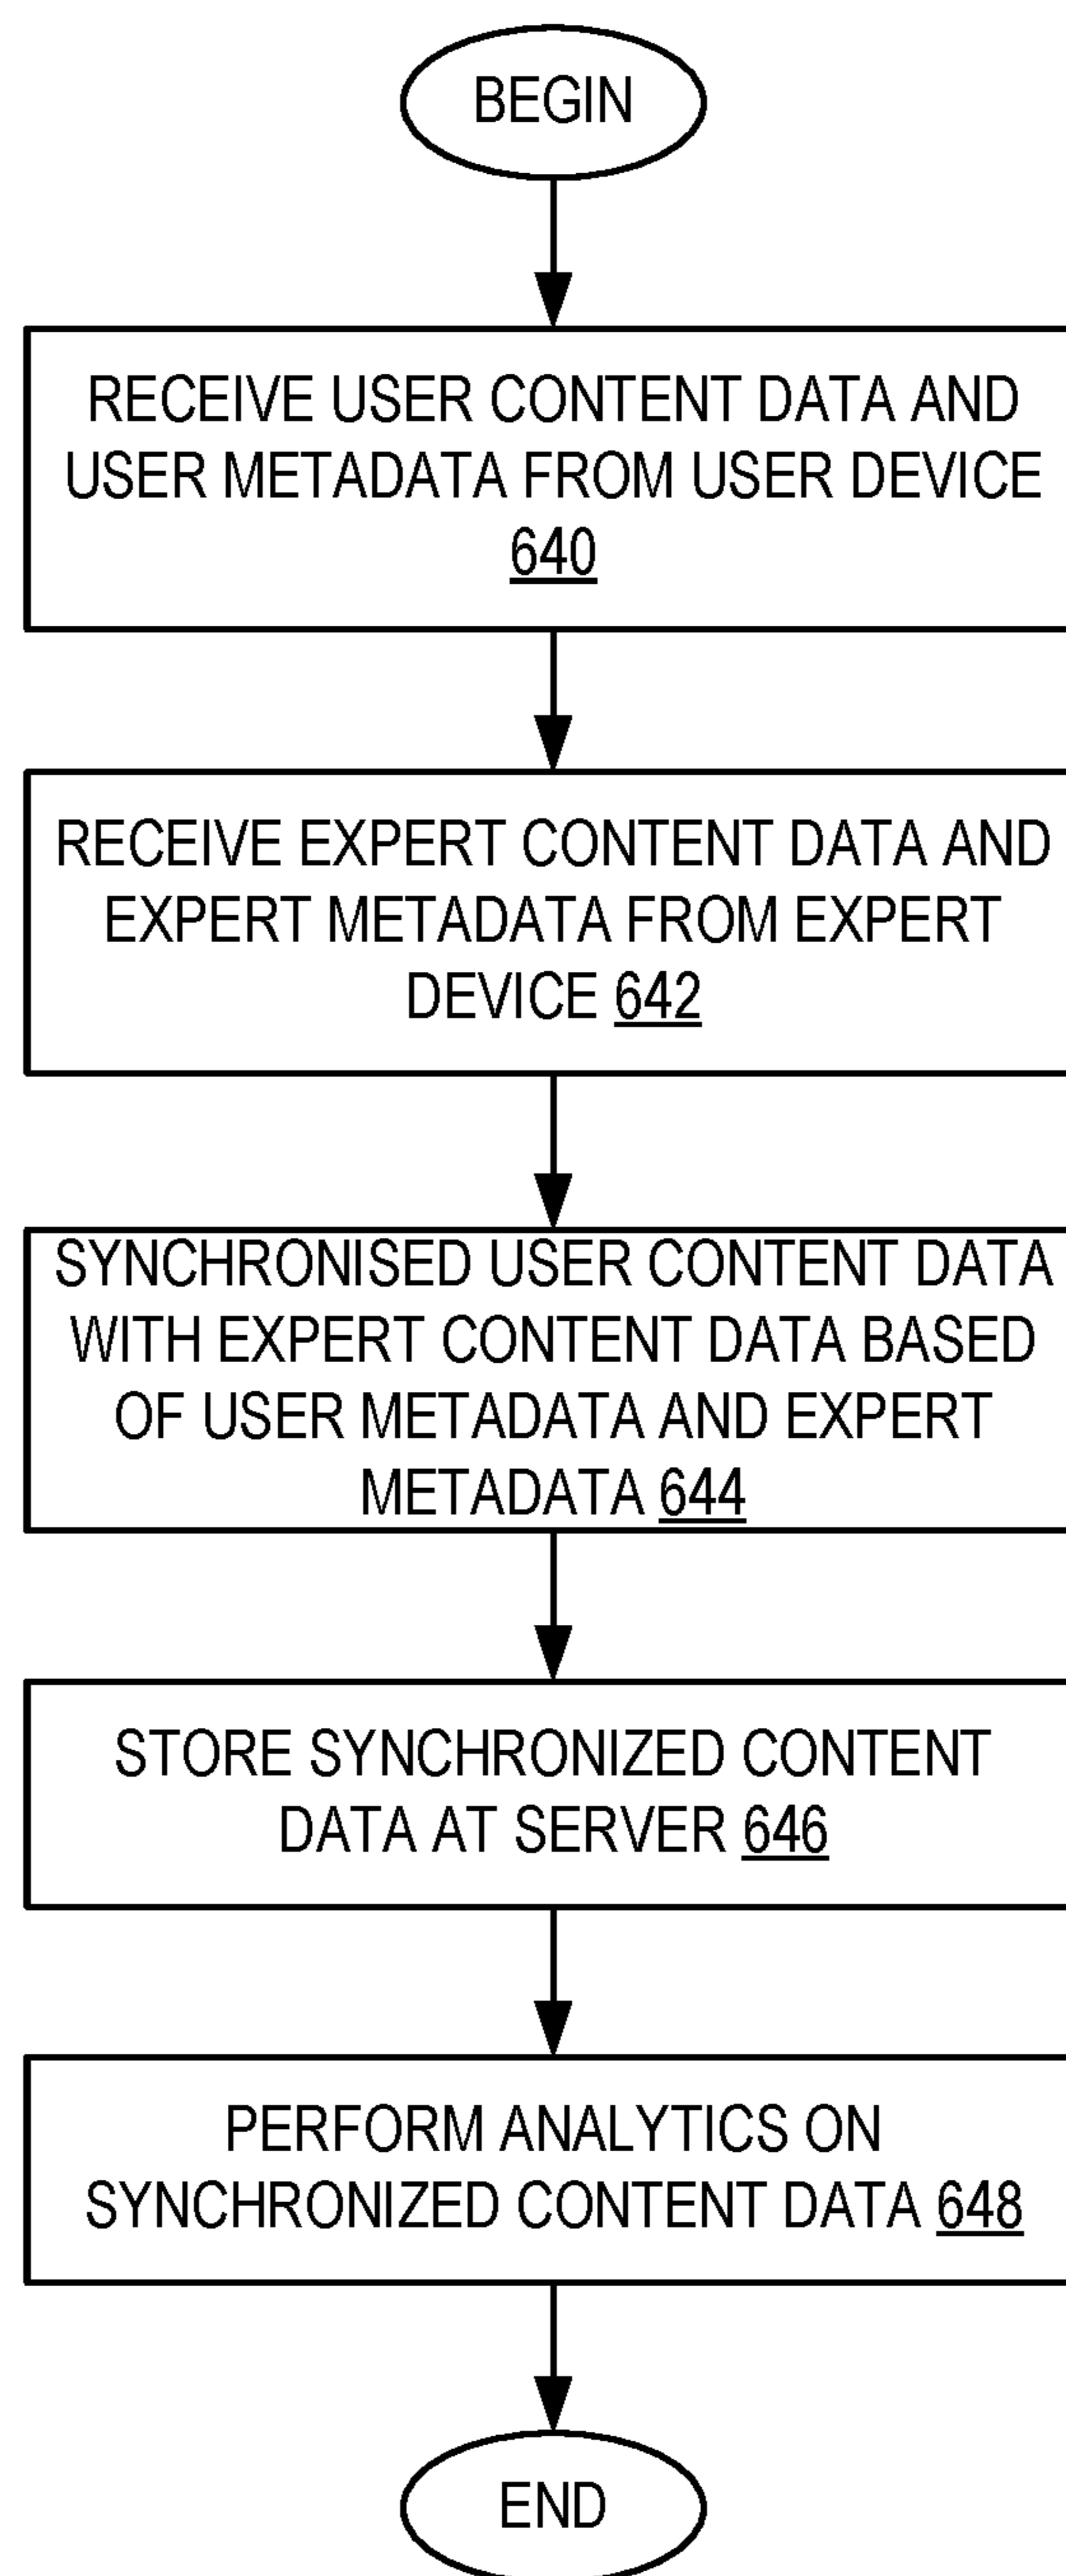 BEGIN
RECEIVE USER CONTENT DATA AND
USER METADATA FROM USER DEVICE
640
RECEIVE EXPERT CONTENT DATA AND
EXPERT METADATA FROM EXPERT
DEVICE 642
SYNCHRONISED USER CONTENT DATA
WITH EXPERT CONTENT DATA BASED
OF USER METADATA AND EXPERT
METADATA 644
STORE SYNCHRONIZED CONTENT
DATA AT SERVER 646
PERFORM ANALYTICS ON
SYNCHRONIZED CONTENT DATA 648
END